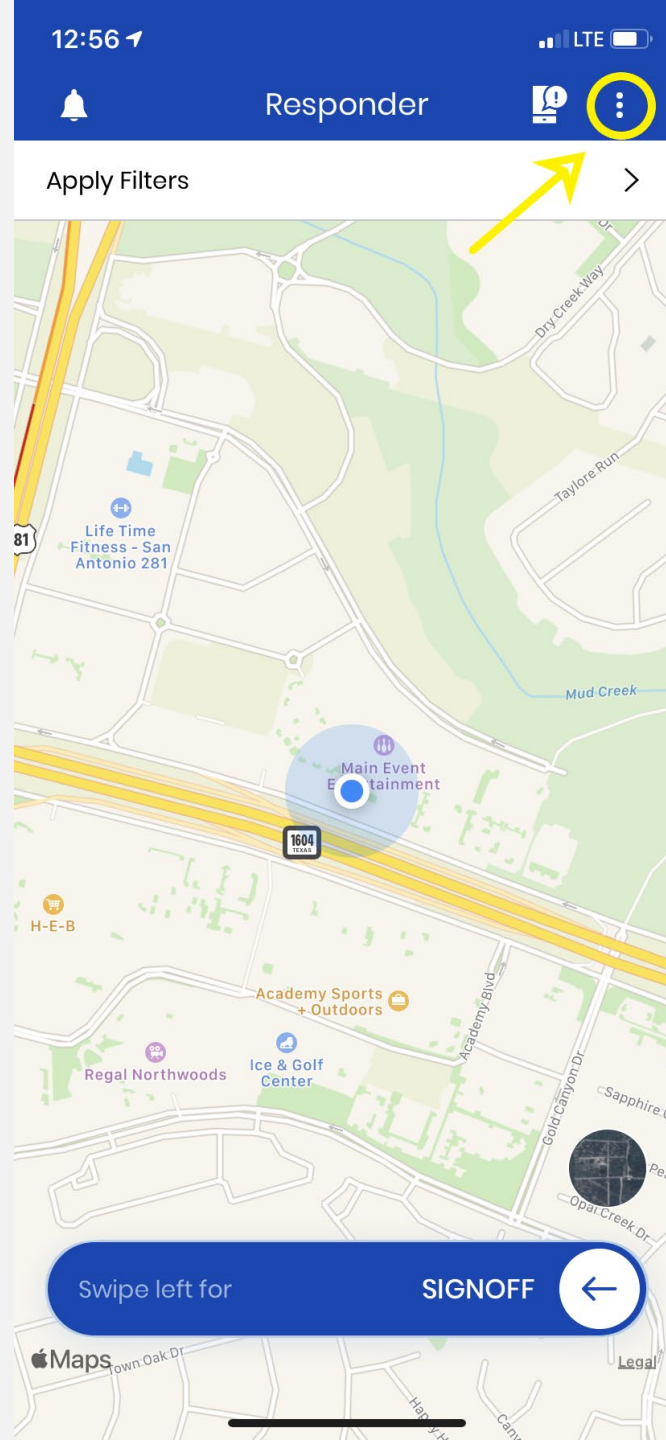 12:56
LTE
Responder
Apply Filters
Dr
Dry Creek Way
Taylore Run
81
Life Time
Fitness - San
Antonio 281
Mud Creek
Main Event
1604
TEXAS
H-E-B
Academy Sports
+ Outdoors
Academy Blvd
Ice & Golf
Center
Regal Northwoods
Gold Canyon Dr
Sapphire
Opal Creek Dr
Swipe left for
SIGNOFF
Maps
Town Oak Dr
Legal